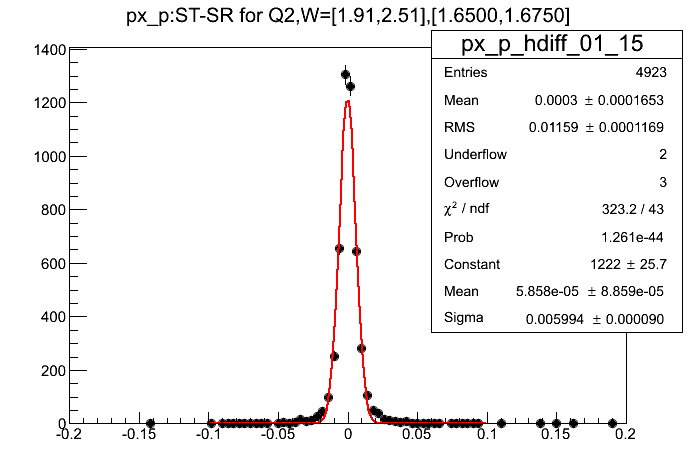 px_p:ST-SR for Q2,W=[1.91,2.51],[1.6500,1.6750]
px_p_hdiff_01_15
Entries 4923
Mean 0.0003 ± 0.0001653
RMS 0.01159 ± 0.0001169
Underflow 2
Overflow 3
χ² / ndf 323.2 / 43
Prob 1.261e-44
Constant 1222 ± 25.7
Mean 5.858e-05 ± 8.859e-05
Sigma 0.005994 ± 0.000090
1400
1200
1000
800
600
400
200
0
-0.2 -0.15 -0.1 -0.05 0 0.05 0.1 0.15 0.2